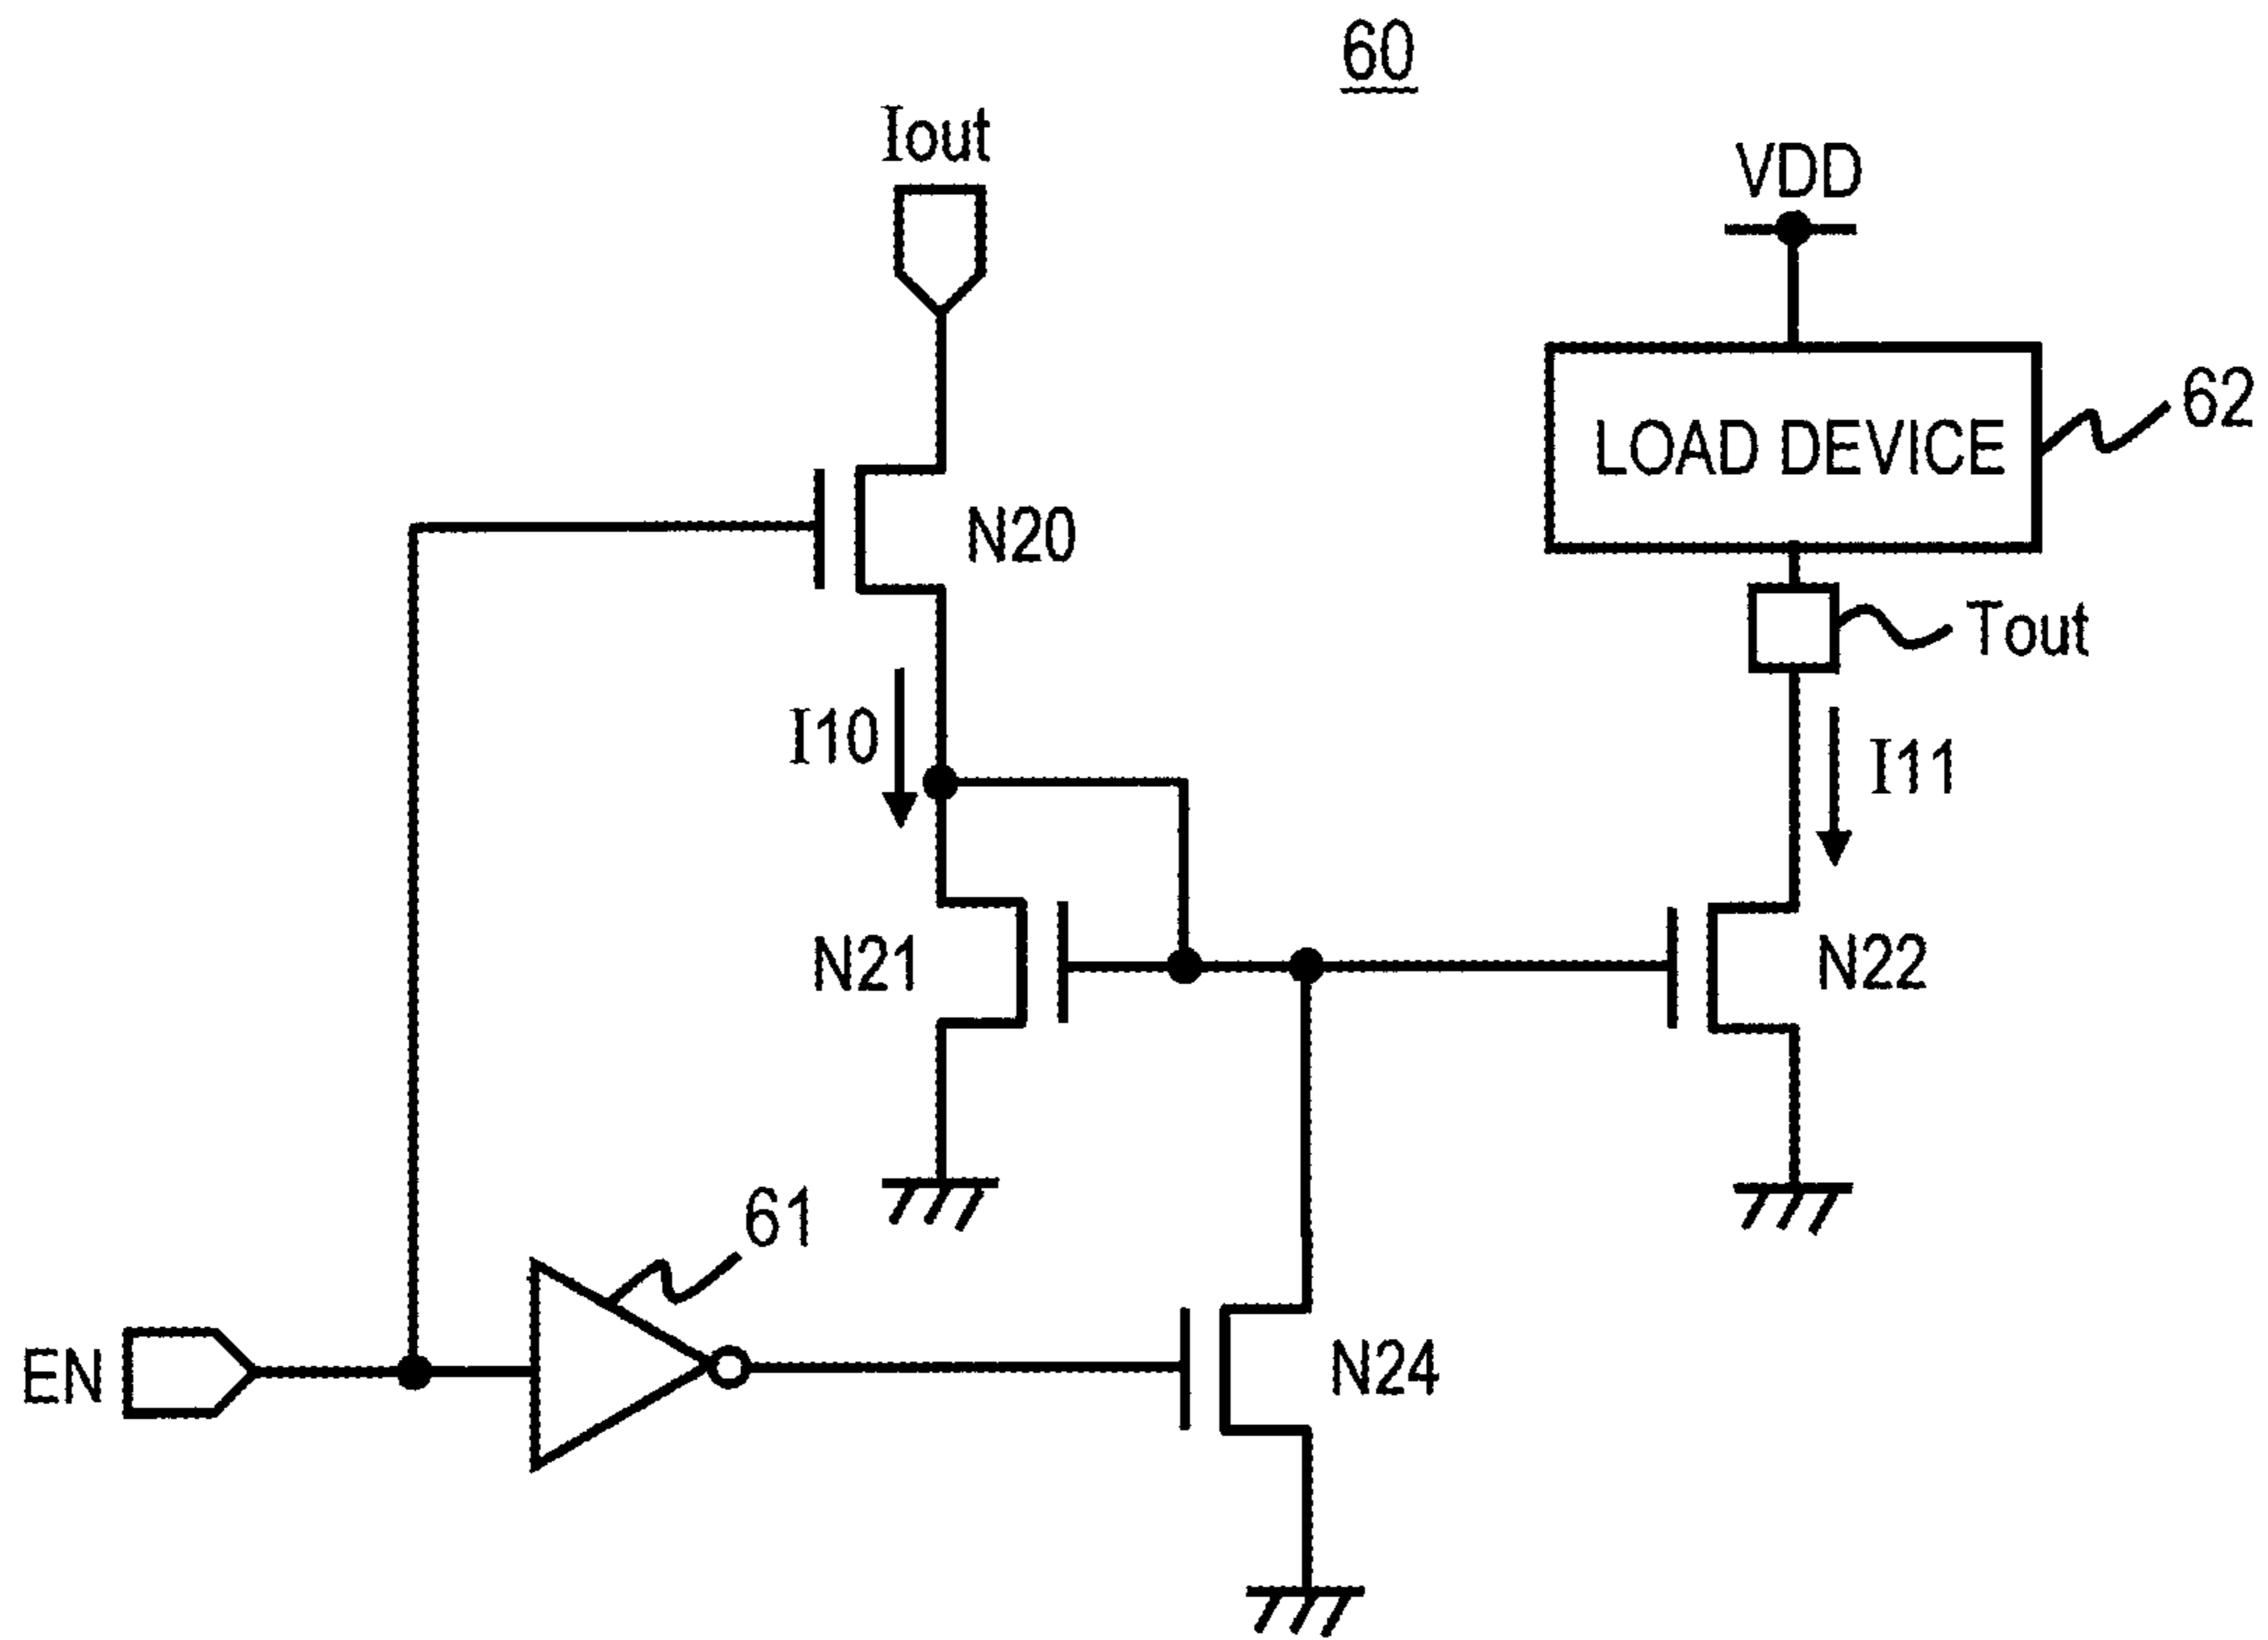 60
Iout
VDD
LOAD DEVICE
62
N20
Tout
I10
I11
N21
N22
61
EN
N24